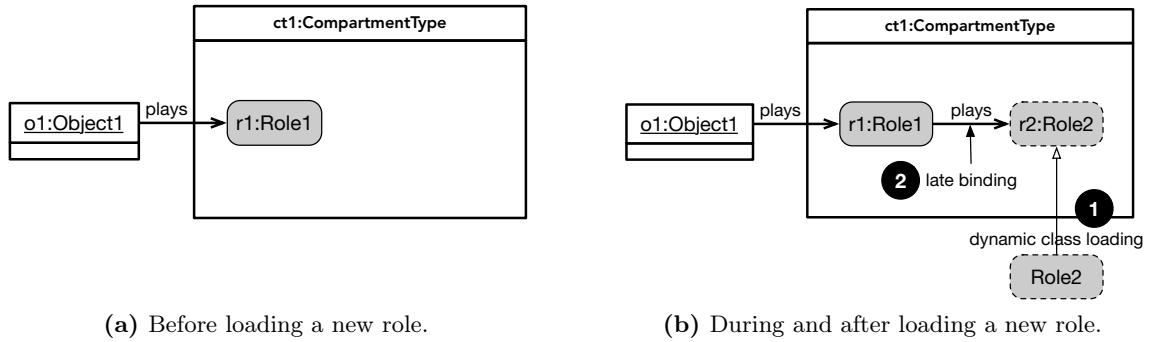 ct1:CompartmentType
plays
o1:Object1
r1:Role1
(a) Before loading a new role.
ct1:CompartmentType
plays
plays
o1:Object1
r1:Role1
r2:Role2
2 late binding
1
dynamic class loading
Role2
(b) During and after loading a new role.